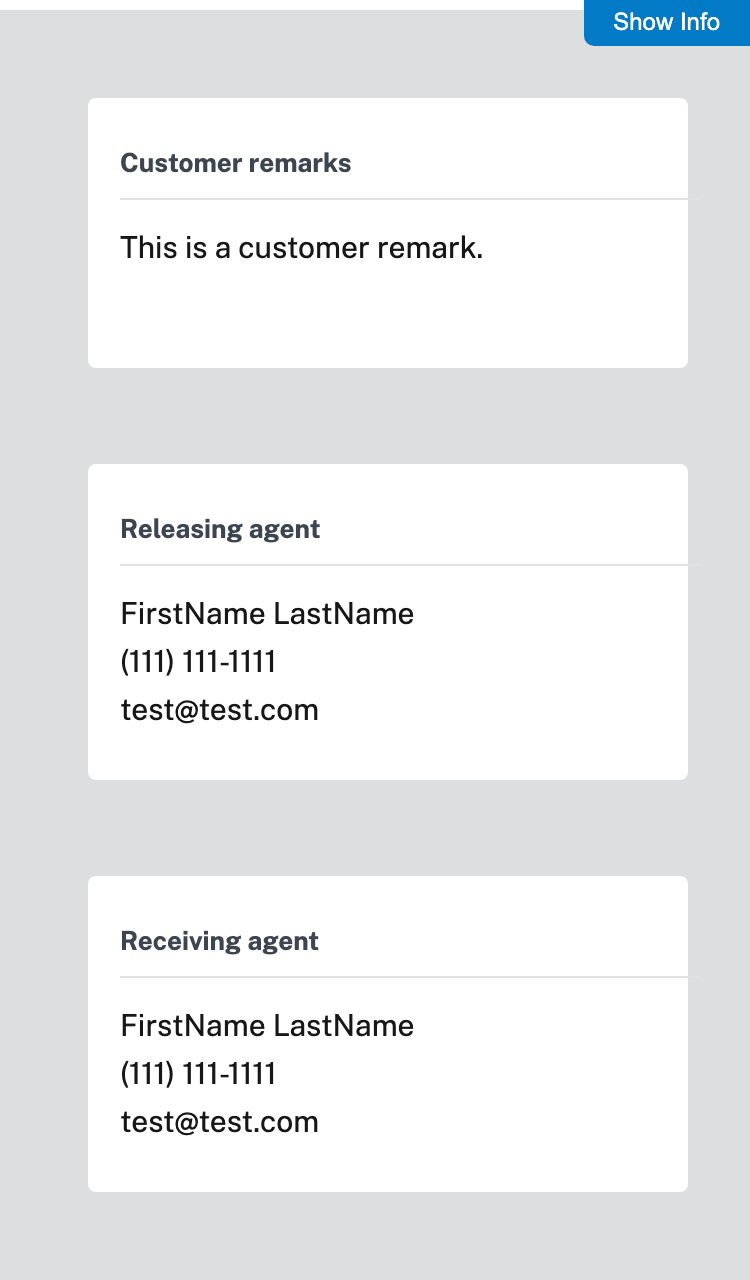 Show Info
Customer remarks
This is a customer remark.
Releasing agent
FirstName LastName
(111) 111-1111
test@test.com
Receiving agent
FirstName LastName
(111) 111-1111
test@test.com